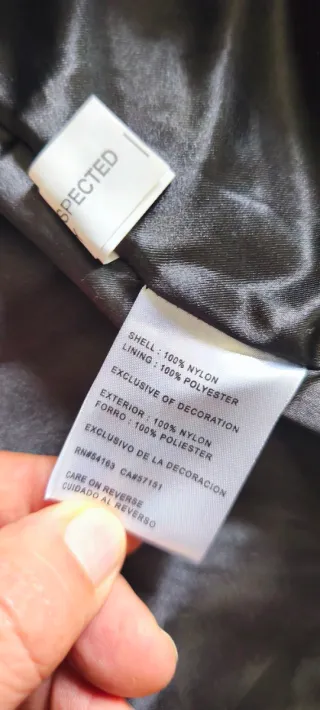 SPECTED
SHELL : 100% NYLON
LINING : 100% POLYESTER
EXCLUSIVE OF DECORATION
EXTERIOR : 100% NYLON
FORRO : 100% POLIESTER
EXCLUSIVO DE LA DECORACION
RN#54163 CA#57151
CARE ON REVERSE
CUIDADO AL REVERSO